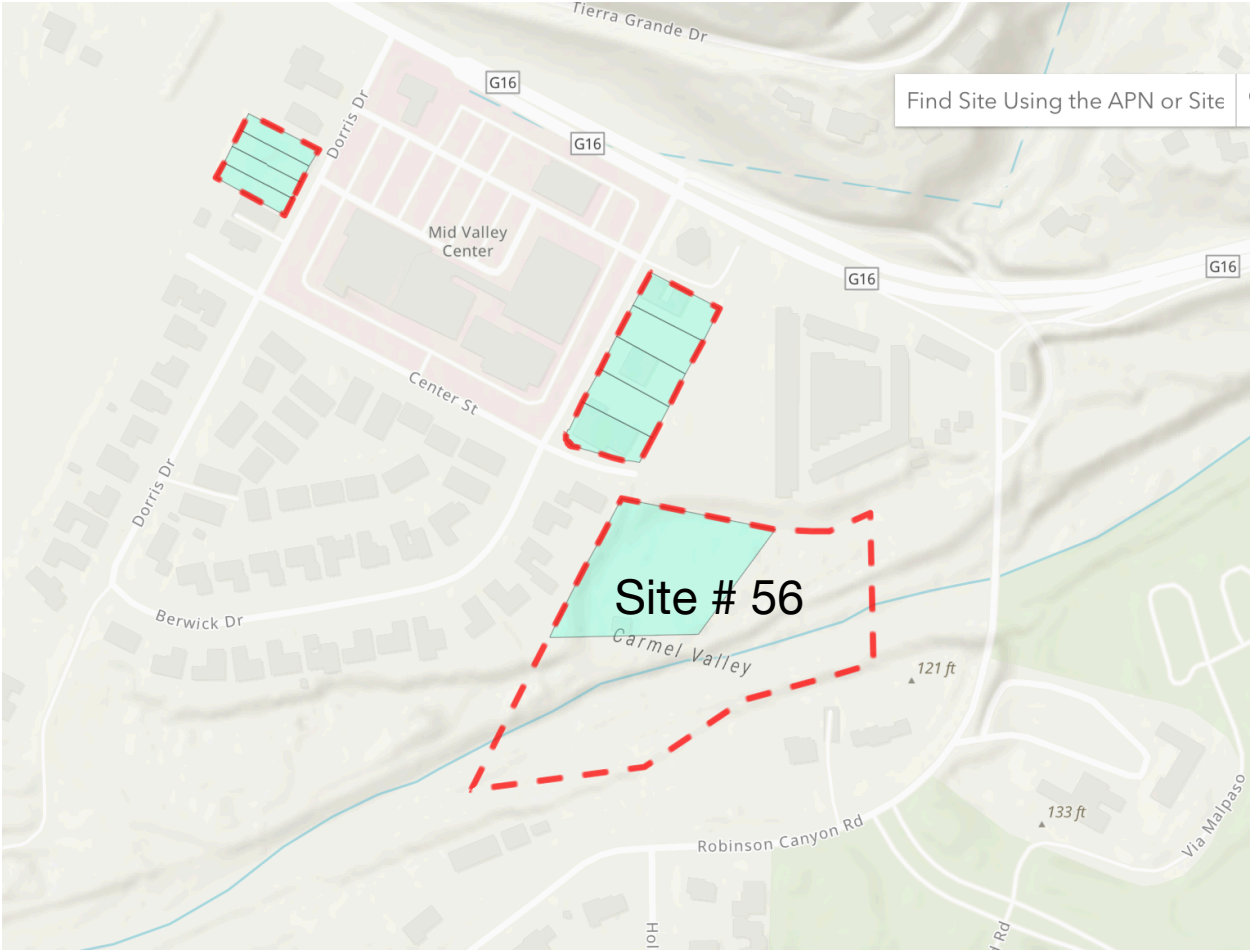 Tierra Grande Dr
G16
Find Site Using the APN or Site
Dorris Dr
G16
Mid Valley
Center
G16
G16
Center St
Dorris Dr
Site # 56
Berwick Dr
Carmel Valley
121 ft
133 ft
Via Malpaso
Robinson Canyon Rd
Hol
Rd